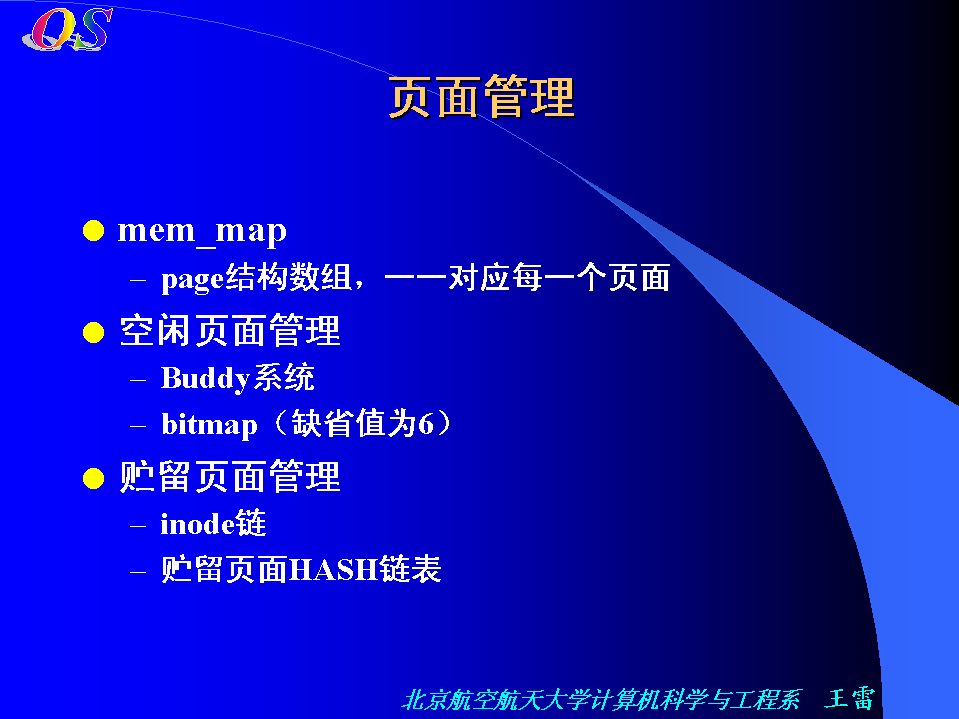 OS
页面管理
mem_map
– page结构数组，一一对应每一个页面
空闲页面管理
– Buddy系统
– bitmap（缺省值为6）
贮留页面管理
– inode链
– 贮留页面HASH链表
北京航空航天大学计算机科学与工程系 王雷